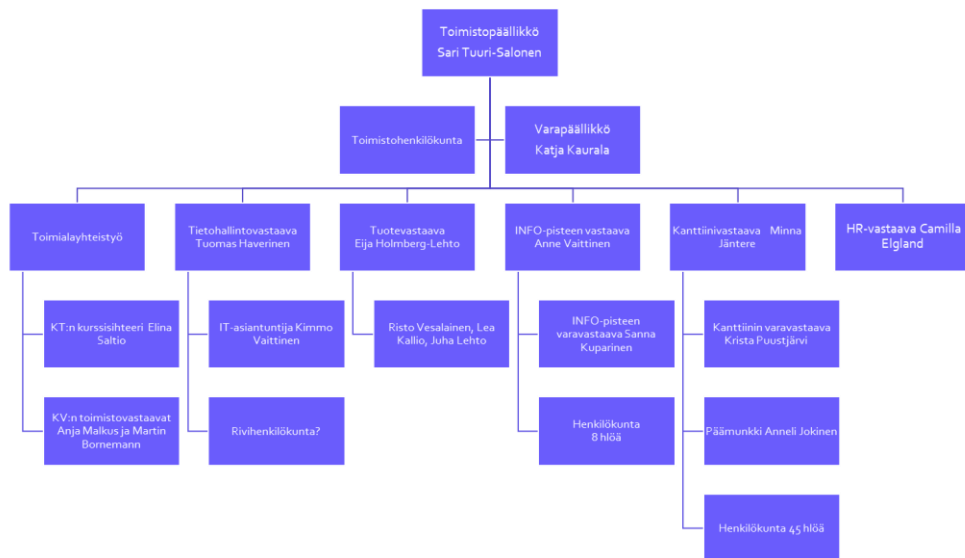 Toimistopäällikkö
Sari Tuuri-Salonen
Toimistohenkilökunta
Varapäällikkö
Katja Kaurala
Toimialayhteistyö
Tietohallintovastaava
Tuomas Haverinen
Tuotevastaava
Eija Holmberg-Lehto
INFO-pisteen vastaava
Anne Vaittinen
Kanttiinivastaava Minna
Jäntere
HR-vastaava Camilla
Elgland
KT:n kurssisihteeri Elina
Saltio
IT-asiantuntija Kimmo
Vaittinen
Risto Vesalainen, Lea
Kallio, Juha Lehto
INFO-pisteen
varavastaava Sanna
Kuparinen
Kanttiinin varavastaava
Krista Puustjärvi
KV:n toimistovastaavat
Anja Malkus ja Martin
Bornemann
Rivihenkilökunta?
Henkilökunta
8 hlöä
Päämunkki Anneli Jokinen
Henkilökunta 45 hlöä